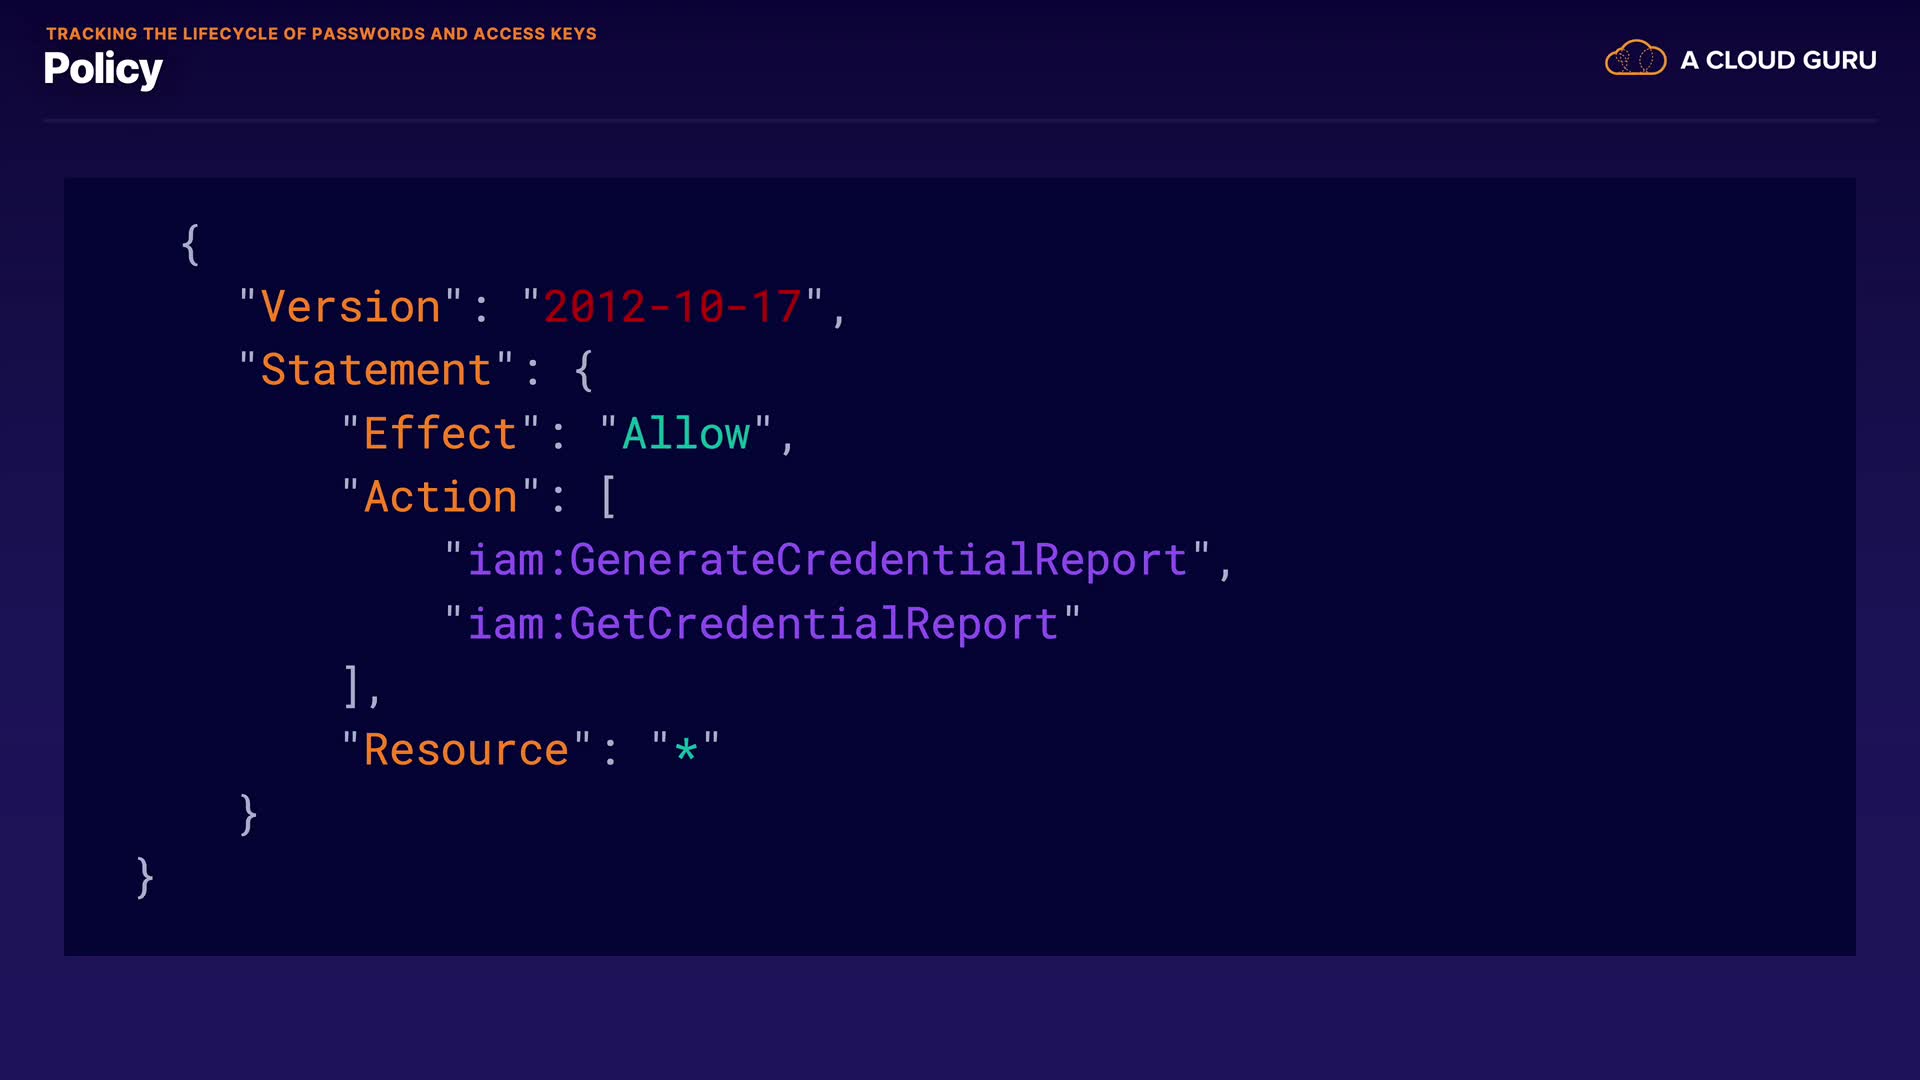 TRACKING THE LIFECYCLE OF PASSWORDS AND ACCESS KEYS
Policy
A CLOUD GURU
{
"Version": "2012-10-17",
"Statement": {
"Effect": "Allow",
"Action": [
"iam:GenerateCredentialReport",
"iam:GetCredentialReport"
],
"Resource": "*"
}
}